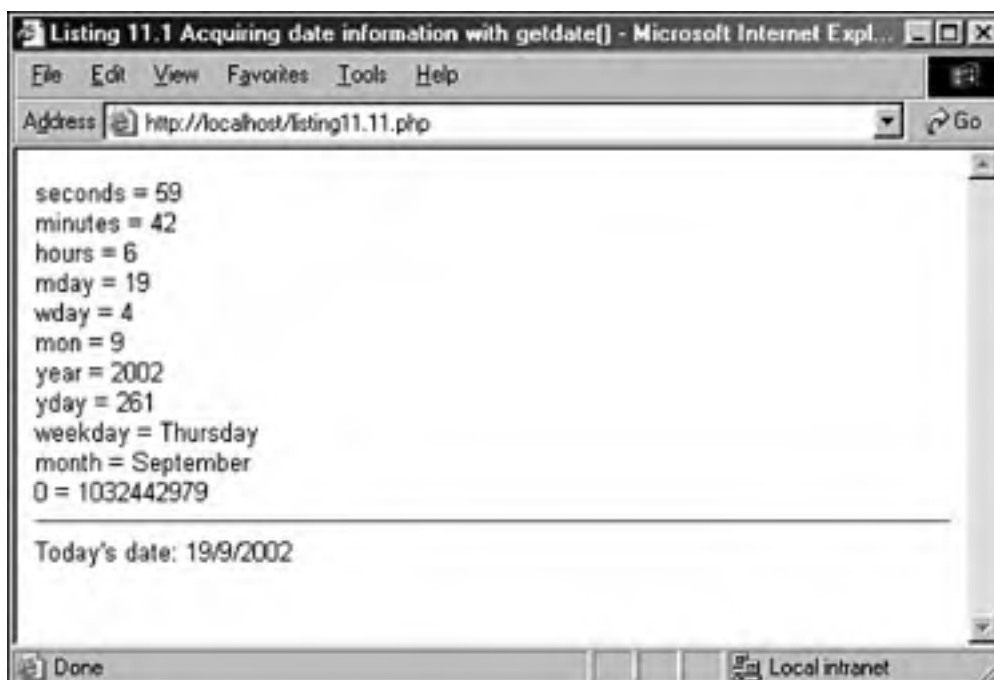 Listing 11.1 Acquiring date information with getdate() - Microsoft Internet Expl...
File Edit View Favorites Tools Help
Address http://localhost/listing11.11.php Go
seconds = 59
minutes = 42
hours = 6
mday = 19
wday = 4
mon = 9
year = 2002
yday = 261
weekday = Thursday
month = September
0 = 1032442979
Today's date: 19/9/2002
Done Local intranet